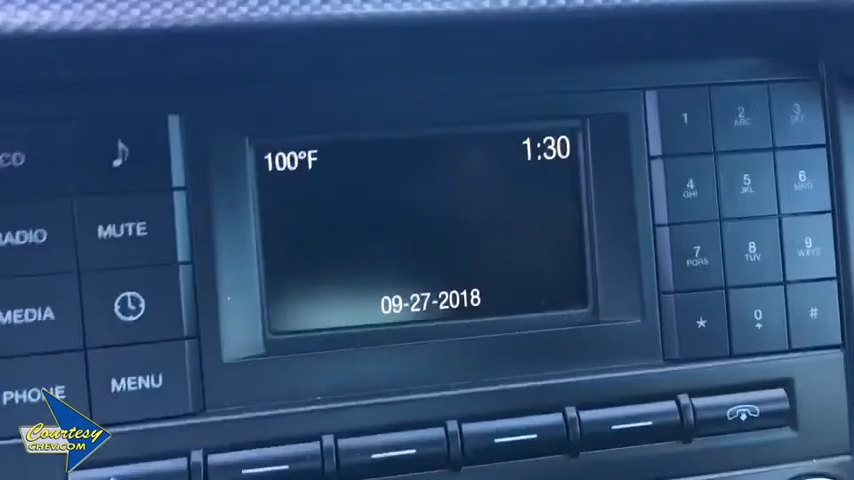 100°F
1:30
09-27-2018
CD
RADIO
MUTE
MEDIA
PHONE
MENU
1
2
ABC
3
DEF
4
GHI
5
JKL
6
MNO
7
PQRS
8
TUV
9
WXYZ
*
0
+
#
Courtesy
CHEV.COM